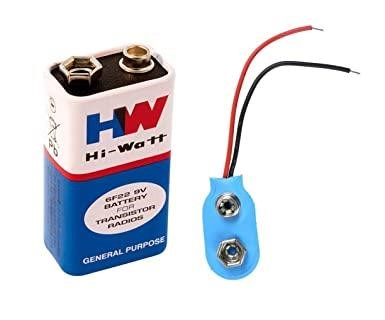 HW
Hi-Watt
6F22 9V
BATTERY
FOR
TRANSISTOR
RADIOS
GENERAL PURPOSE